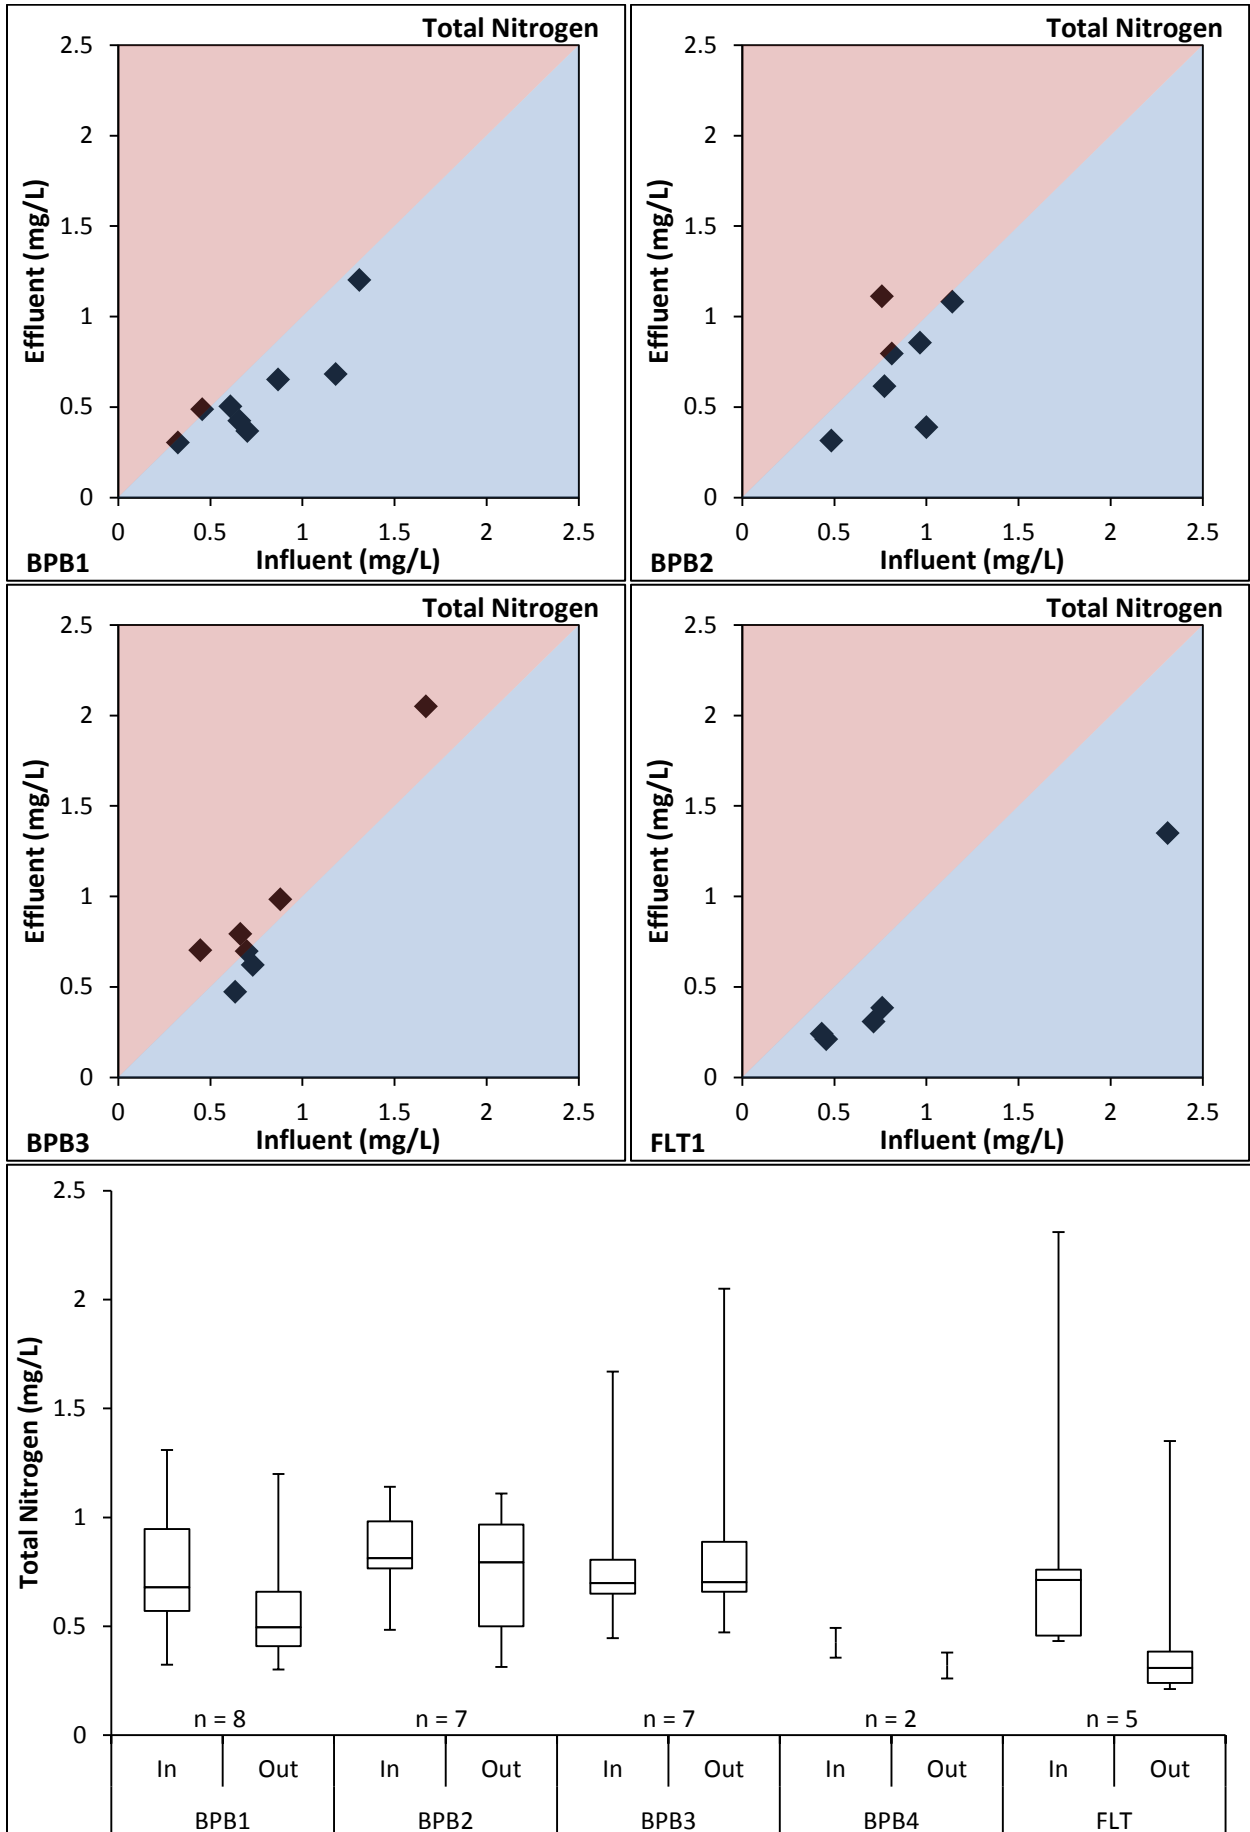 Total Nitrogen
2.5
2
1.5
1
0.5
0
Effluent (mg/L)
0 0.5 1 1.5 2 2.5
Influent (mg/L)
BPB1
Total Nitrogen
2.5
2
1.5
1
0.5
0
Effluent (mg/L)
0 0.5 1 1.5 2 2.5
Influent (mg/L)
BPB2
Total Nitrogen
2.5
2
1.5
1
0.5
0
Effluent (mg/L)
0 0.5 1 1.5 2 2.5
Influent (mg/L)
BPB3
Total Nitrogen
2.5
2
1.5
1
0.5
0
Effluent (mg/L)
0 0.5 1 1.5 2 2.5
Influent (mg/L)
FLT1
2.5
2
1.5
1
0.5
0
Total Nitrogen (mg/L)
n = 8 n = 7 n = 7 n = 2 n = 5
In Out In Out In Out In Out In Out
BPB1 BPB2 BPB3 BPB4 FLT